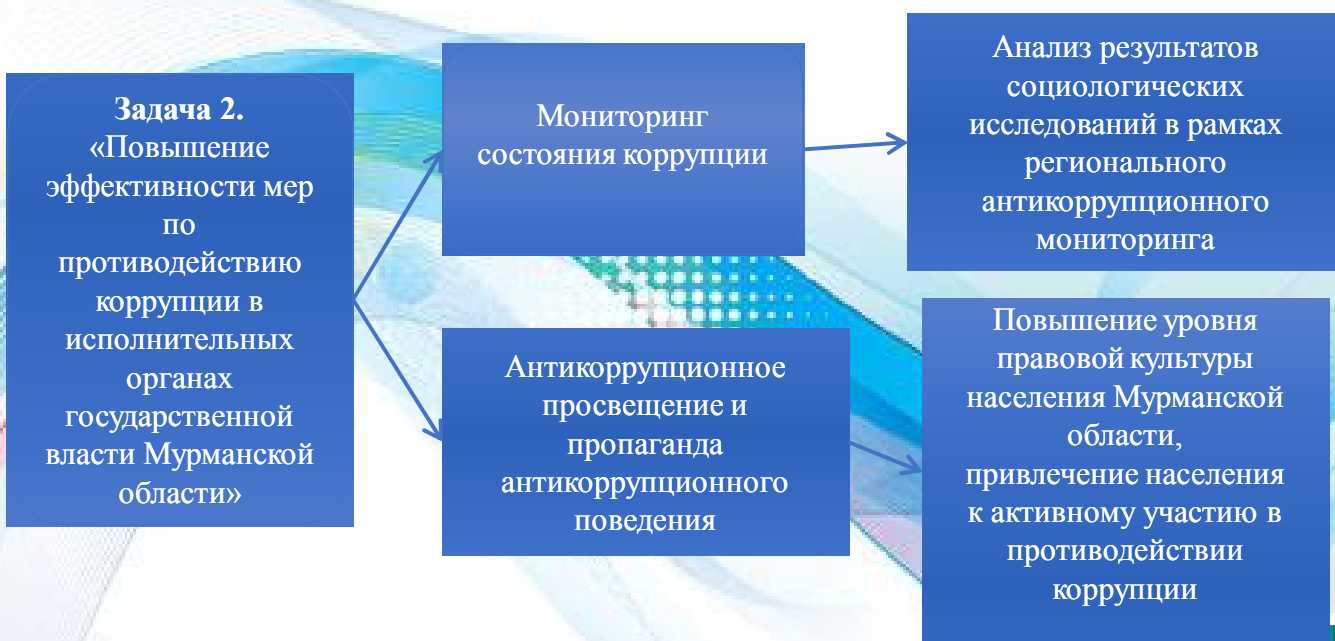 Задача 2.
«Повышение
эффективности мер
по
противодействию
коррупции в
исполнительных
органах
государственной
власти Мурманской
области»
Мониторинг
состояния коррупции
Анализ результатов
социологических
исследований в рамках
регионального
антикоррупционного
мониторинга
Антикоррупционное
просвещение и
пропаганда
антикоррупционного
поведения
Повышение уровня
правовой культуры
населения Мурманской
области,
привлечение населения
к активному участию в
противодействии
коррупции